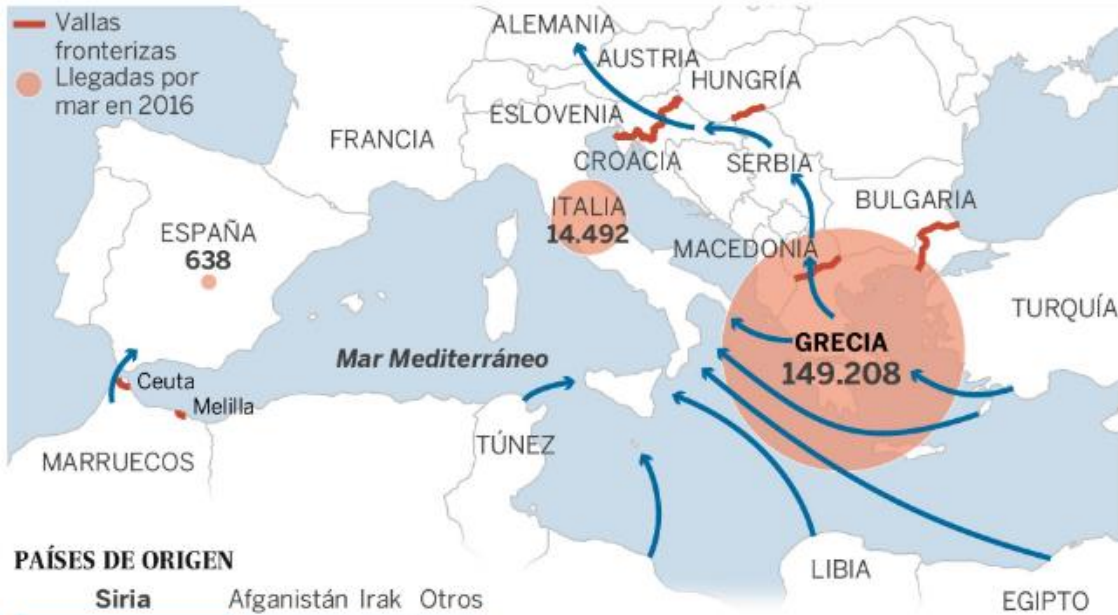 Vallas
fronterizas
Llegadas por
mar en 2016
ALEMANIA
AUSTRIA
HUNGRÍA
ESLOVENIA
FRANCIA
CROACIA
SERBIA
ITALIA
14.492
BULGARIA
ESPAÑA
638
MACEDONIA
TURQUÍA
GRECIA
149.208
Mar Mediterráneo
Ceuta
Melilla
TÚNEZ
MARRUECOS
LIBIA
EGIPTO
PAÍSES DE ORIGEN
Siria Afganistán Irak Otros